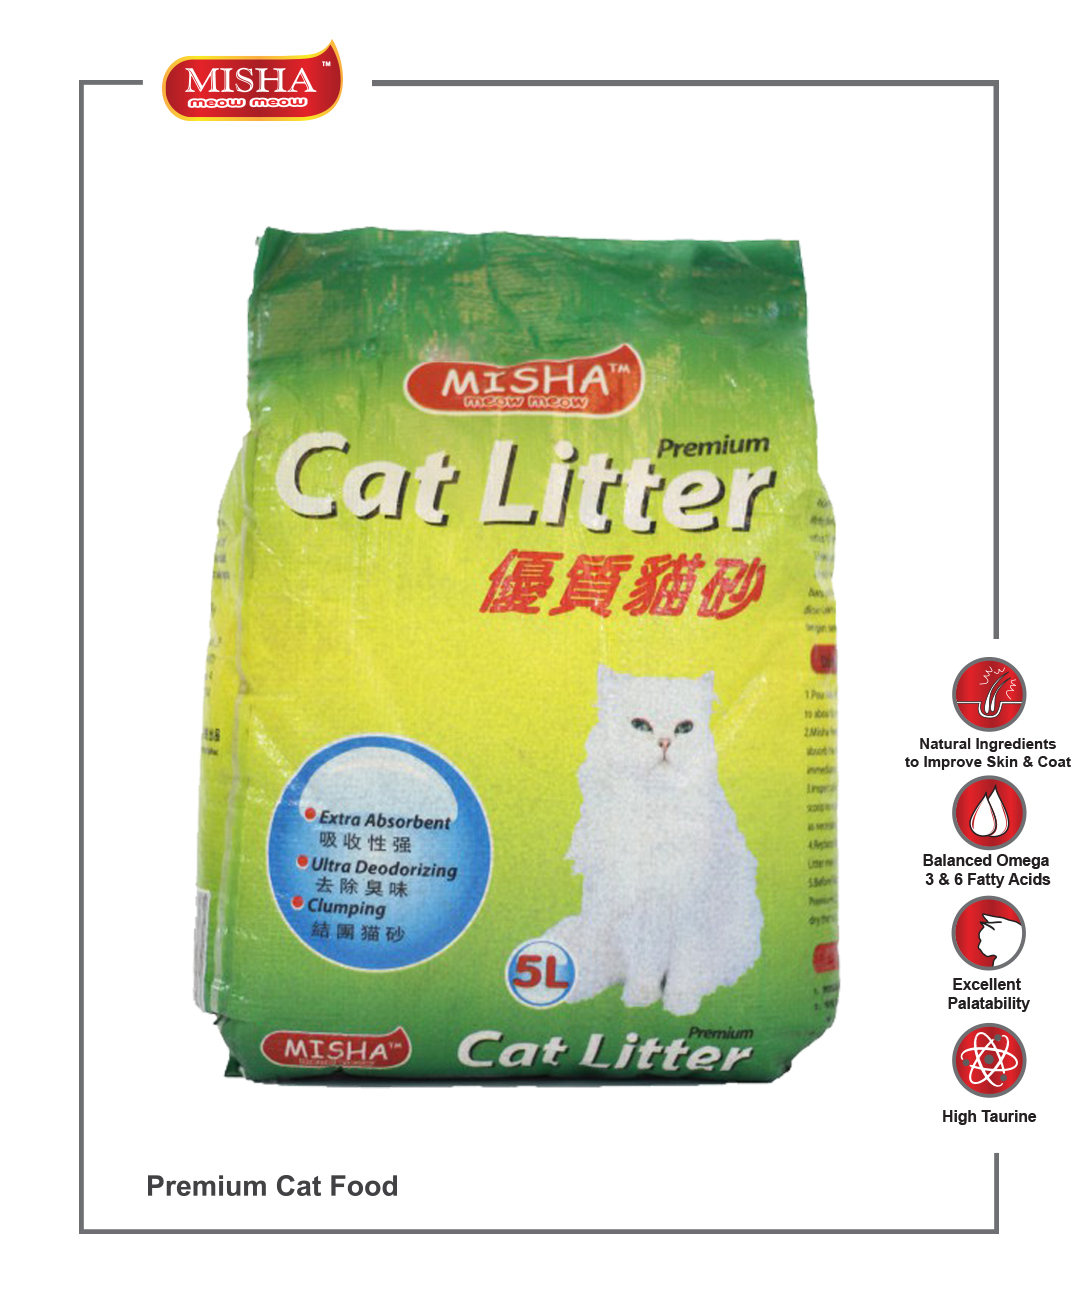 MISHA™
meow meow
MISHA™
meow meow
Premium
Cat Litter
優質貓砂
Extra Absorbent
吸收性强
Ultra Deodorizing
去除臭味
Clumping
結團猫砂
5L
MISHA™
Premium
Cat Litter
Natural Ingredients
to Improve Skin & Coat
Balanced Omega
3 & 6 Fatty Acids
Excellent
Palatability
High Taurine
Premium Cat Food